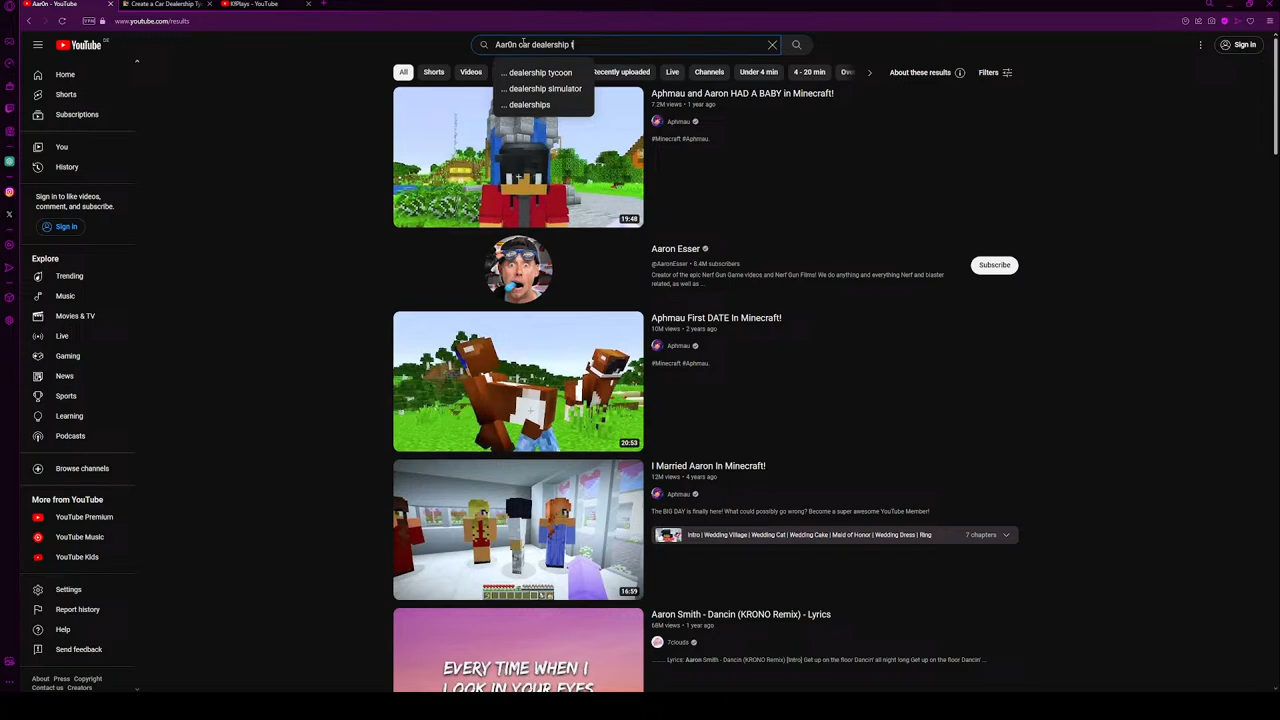 Aar0n - YouTube
Create a Car Dealership Ty
KfPlays - YouTube
VPN
www.youtube.com/results
YouTube DE
Aar0n car dealership t
Sign in
... dealership tycoon
... dealership simulator
... dealerships
All
Shorts
Videos
Recently uploaded
Live
Channels
Under 4 min
4 - 20 min
About these results
Filters
Home
Shorts
Subscriptions
You
History
Sign in to like videos,
comment, and subscribe.
Sign in
Explore
Trending
Music
Movies & TV
Live
Gaming
News
Sports
Learning
Podcasts
Browse channels
More from YouTube
YouTube Premium
YouTube Music
YouTube Kids
Settings
Report history
Help
Send feedback
About Press Copyright
Contact us Creators
Aphmau and Aaron HAD A BABY in Minecraft!
7.2M views • 1 year ago
Aphmau
#Minecraft #Aphmau.
19:48
Aaron Esser
@AaronEsser • 8.4M subscribers
Creator of the epic Nerf Gun Game videos and Nerf Gun Films! We do anything and everything Nerf and blaster
related, as well as ...
Subscribe
Aphmau First DATE In Minecraft!
10M views • 2 years ago
Aphmau
#Minecraft #Aphmau.
20:53
I Married Aaron In Minecraft!
12M views • 4 years ago
Aphmau
The BIG DAY is finally here! What could possibly go wrong? Become a super awesome YouTube Member!
Intro | Wedding Village | Wedding Cat | Wedding Cake | Maid of Honor | Wedding Dress | Ring
7 chapters
16:59
Aaron Smith - Dancin (KRONO Remix) - Lyrics
68M views • 1 year ago
7clouds
Lyrics: Aaron Smith - Dancin (KRONO Remix) [Intro] Get up on the floor Dancin' all night long Get up on the floor Dancin' ...
EVERY TIME WHEN I
LOOK IN YOUR EYES